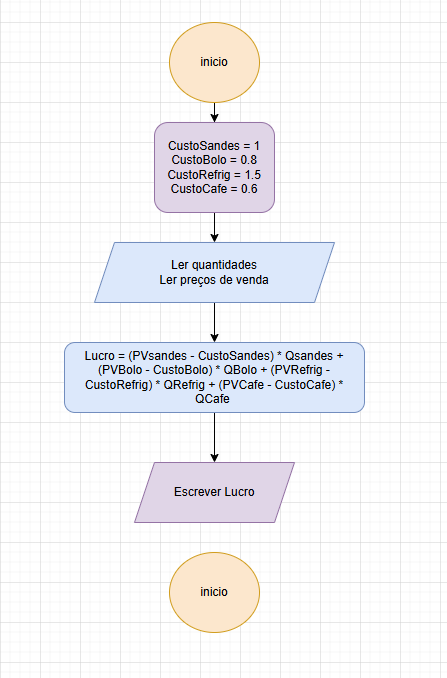 inicio
CustoSandes = 1
CustoBolo = 0.8
CustoRefrig = 1.5
CustoCafe = 0.6
Ler quantidades
Ler preços de venda
Lucro = (PVsandes - CustoSandes) * Qsandes +
(PVBolo - CustoBolo) * QBolo + (PVRefrig -
CustoRefrig) * QRefrig + (PVCafe - CustoCafe) *
QCafe
Escrever Lucro
inicio